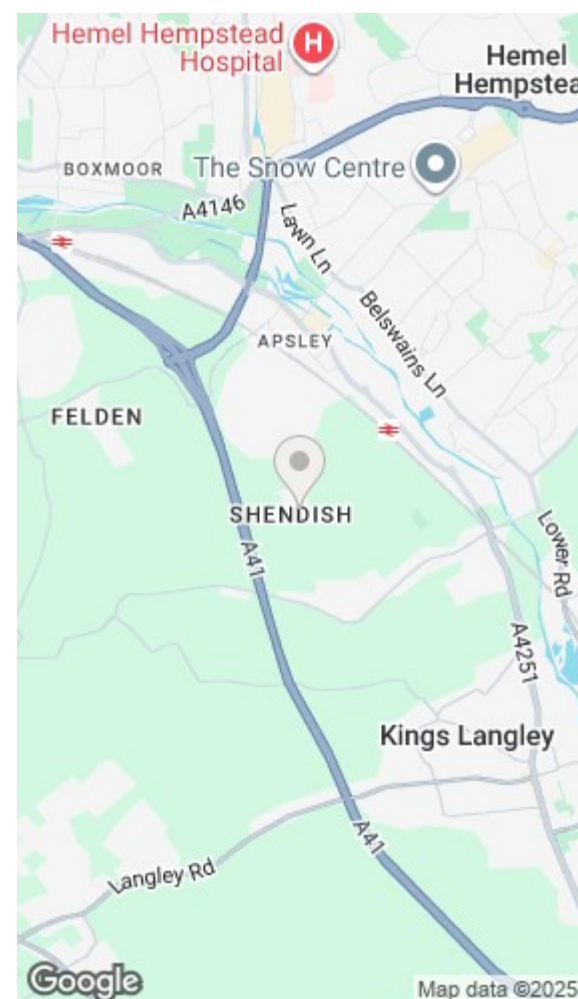 Hemel Hempstead
Hospital
H
Hemel
Hempstea
BOXMOOR
The Snow Centre
A4146
Lawn Ln
Belswains Ln
APSLEY
FELDEN
SHENDISH
A41
Lower Rd
A4251
Kings Langley
A41
Langley Rd
Google
Map data ©2025